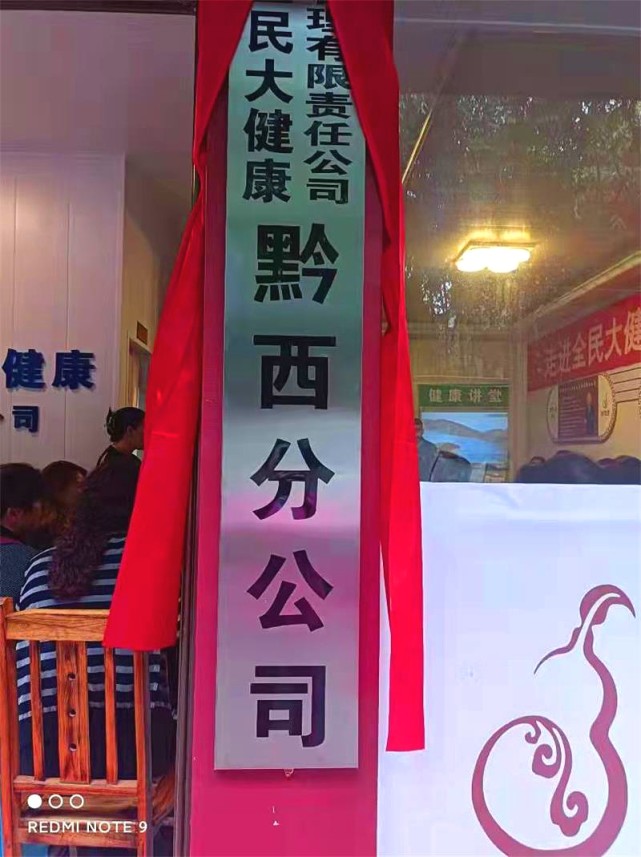 理有限责任公司
民大健康
黔西分公司
健康
司
健康讲堂
走进全民大健
REDMI NOTE 9